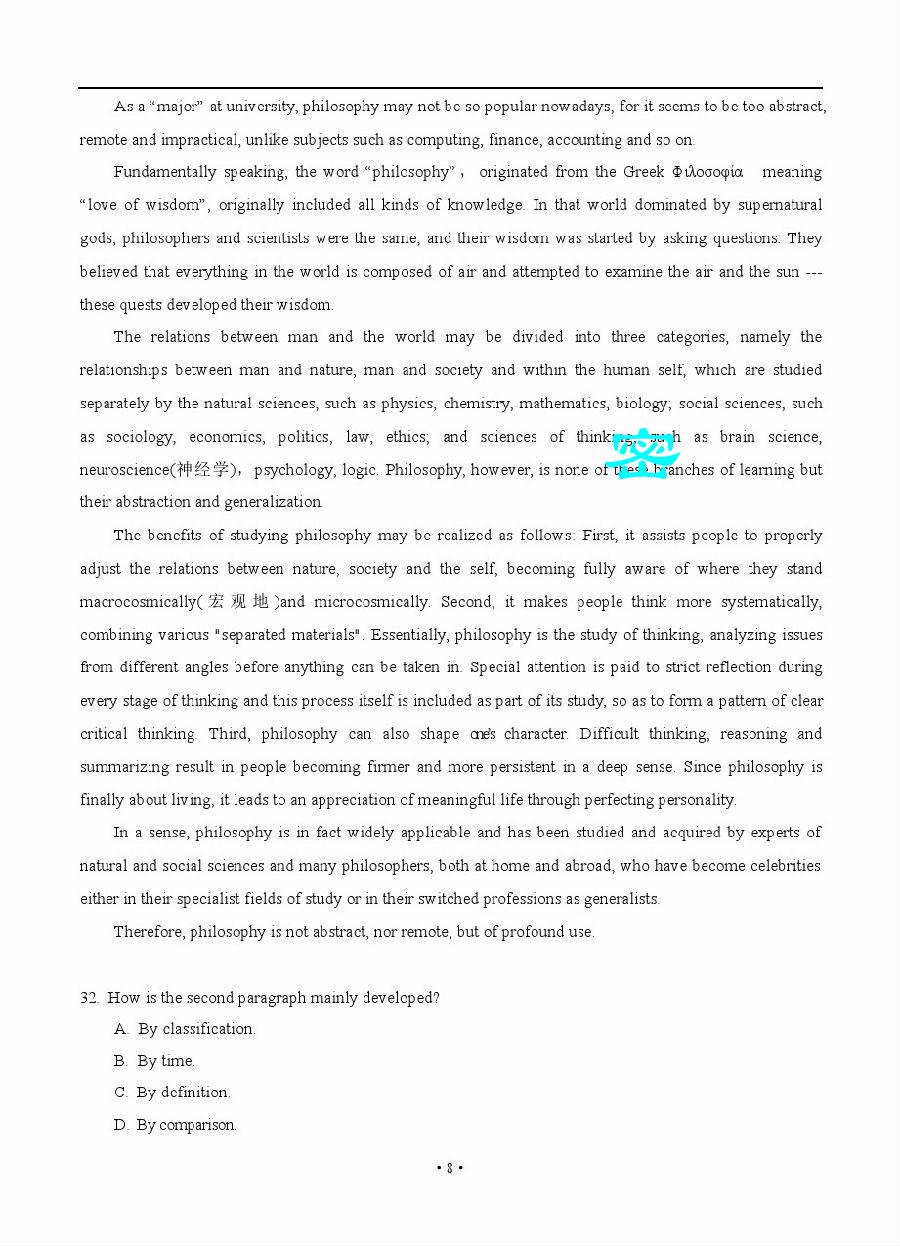 As a “major” at university, philosophy may not be so popular nowadays, for it seems to be too abstract,
remote and impractical, unlike subjects such as computing, finance, accounting and so on.
Fundamentally speaking, the word “philosophy”， originated from the Greek Φιλοσοφία meaning
“love of wisdom”, originally included all kinds of knowledge. In that world dominated by supernatural
gods, philosophers and scientists were the same, and their wisdom was started by asking questions. They
believed that everything in the world is composed of air and attempted to examine the air and the sun ---
these quests developed their wisdom.
The relations between man and the world may be divided into three categories, namely the
relationships between man and nature, man and society and within the human self, which are studied
separately by the natural sciences, such as physics, chemistry, mathematics, biology; social sciences, such
as sociology, economics, politics, law, ethics; and sciences of thinking, such as brain science,
neuroscience(神经学)，psychology, logic. Philosophy, however, is none of these branches of learning but
their abstraction and generalization.
The benefits of studying philosophy may be realized as follows: First, it assists people to properly
adjust the relations between nature, society and the self, becoming fully aware of where they stand
macrocosmically(宏观地)and microcosmically. Second, it makes people think more systematically,
combining various "separated materials". Essentially, philosophy is the study of thinking, analyzing issues
from different angles before anything can be taken in. Special attention is paid to strict reflection during
every stage of thinking and this process itself is included as part of its study, so as to form a pattern of clear
critical thinking. Third, philosophy can also shape one's character. Difficult thinking, reasoning and
summarizing result in people becoming firmer and more persistent in a deep sense. Since philosophy is
finally about living, it leads to an appreciation of meaningful life through perfecting personality.
In a sense, philosophy is in fact widely applicable and has been studied and acquired by experts of
natural and social sciences and many philosophers, both at home and abroad, who have become celebrities
either in their specialist fields of study or in their switched professions as generalists.
Therefore, philosophy is not abstract, nor remote, but of profound use.
32. How is the second paragraph mainly developed?
A. By classification.
B. By time.
C. By definition.
D. By comparison.
• 8 •
密